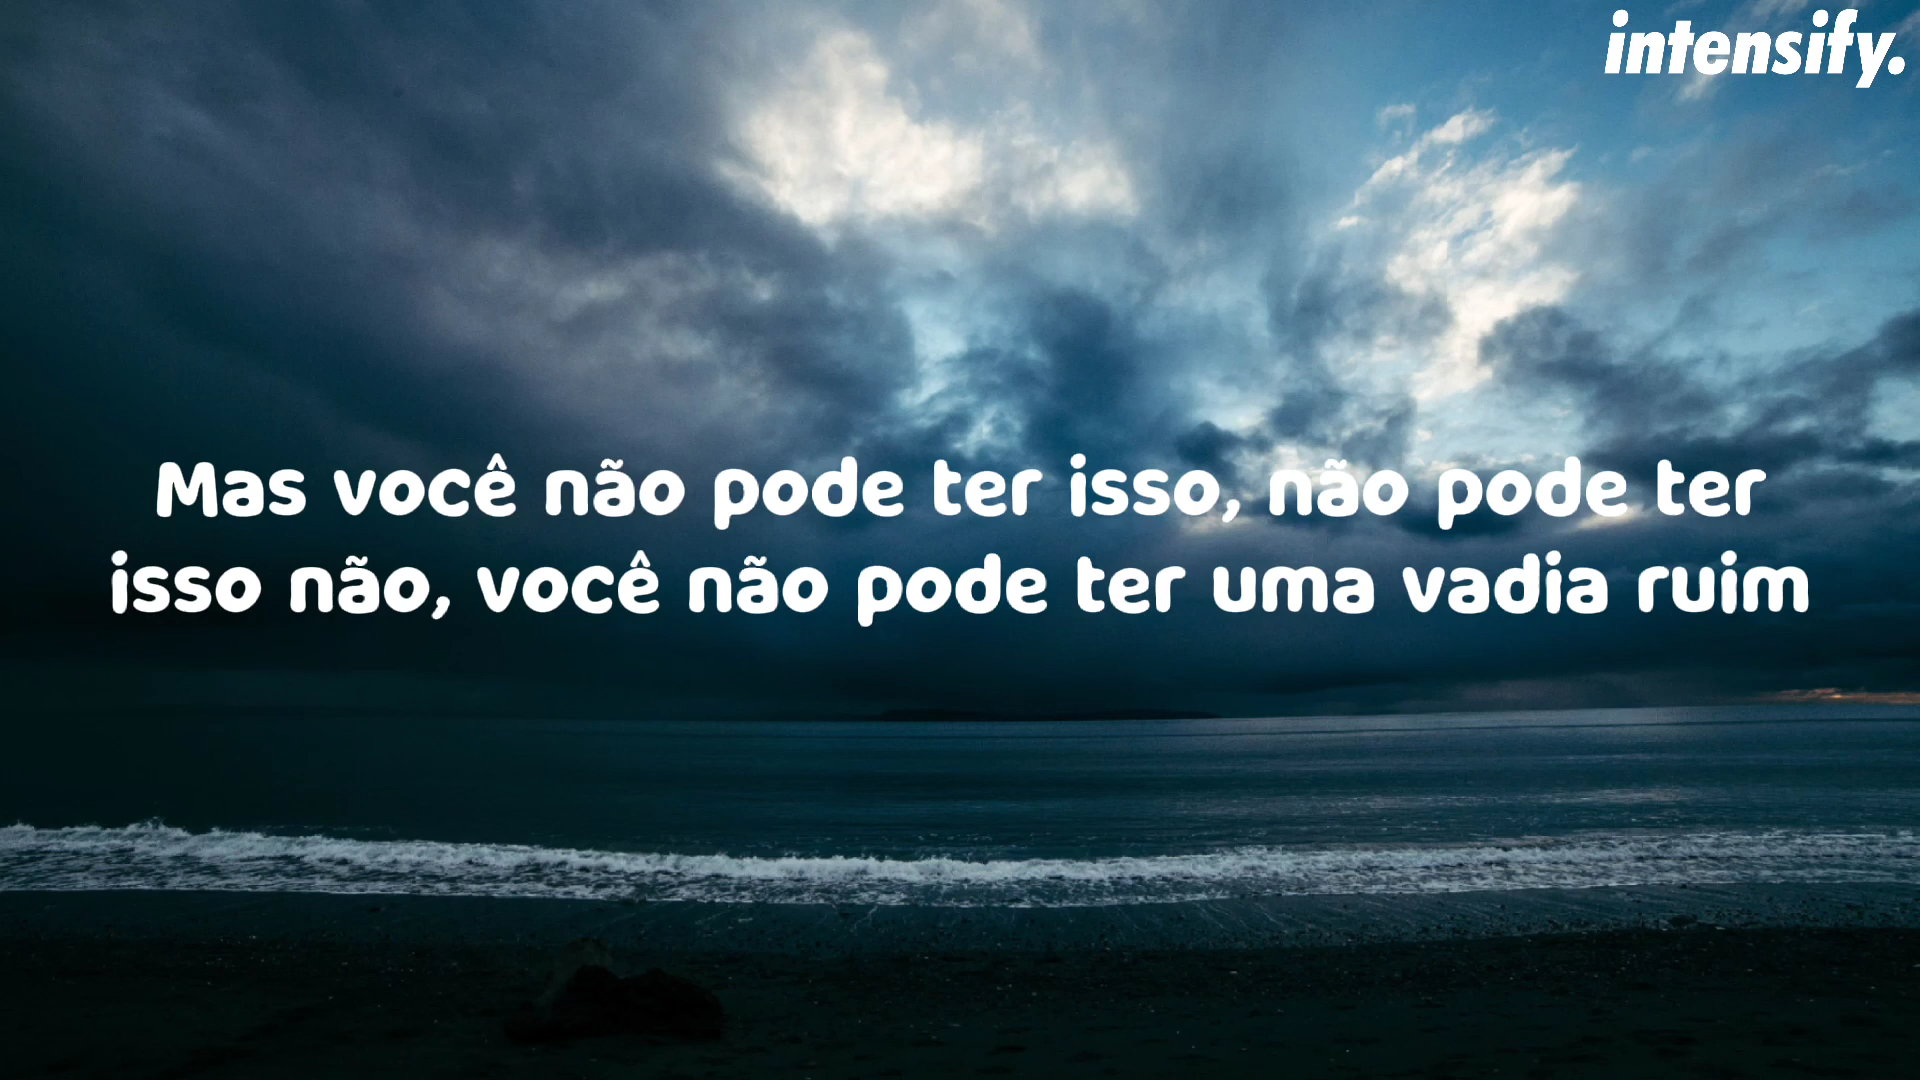 intensify.
Mas você não pode ter isso, não pode ter
isso não, você não pode ter uma vadia ruim